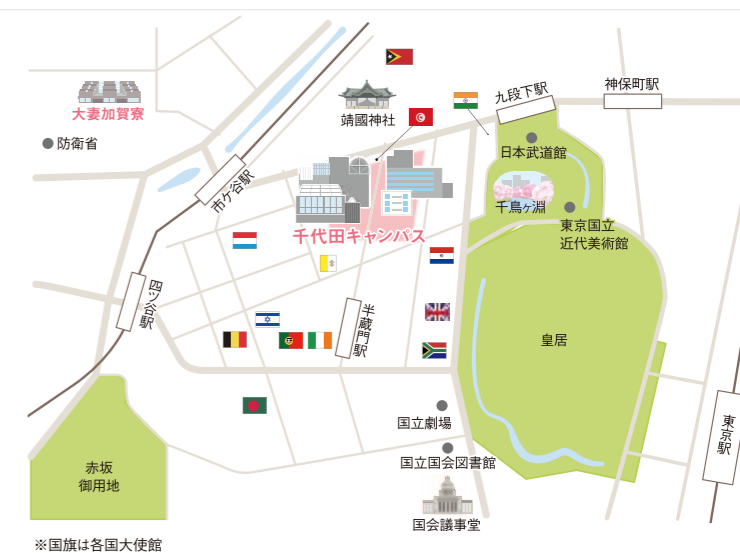 神保町駅
九段下駅
大妻加賀寮
靖國神社
防衛省
日本武道館
市ケ谷駅
千鳥ヶ淵
千代田キャンパス
東京国立
近代美術館
四ツ谷駅
半蔵門駅
皇居
国立劇場
東京駅
国立国会図書館
赤坂
御用地
国会議事堂
※国旗は各国大使館